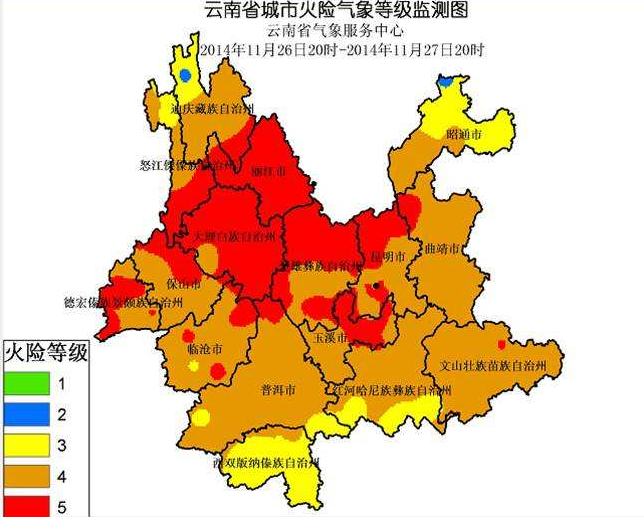 云南省城市火险气象等级监测图
云南省气象服务中心
2014年11月26日20时-2014年11月27日20时
迪庆藏族自治州
昭通市
怒江傈僳族自治州
丽江市
大理白族自治州
楚雄彝族自治州
昆明市
曲靖市
保山市
德宏傣族景颇族自治州
临沧市
玉溪市
文山壮族苗族自治州
普洱市
红河哈尼族彝族自治州
西双版纳傣族自治州
火险等级
1
2
3
4
5